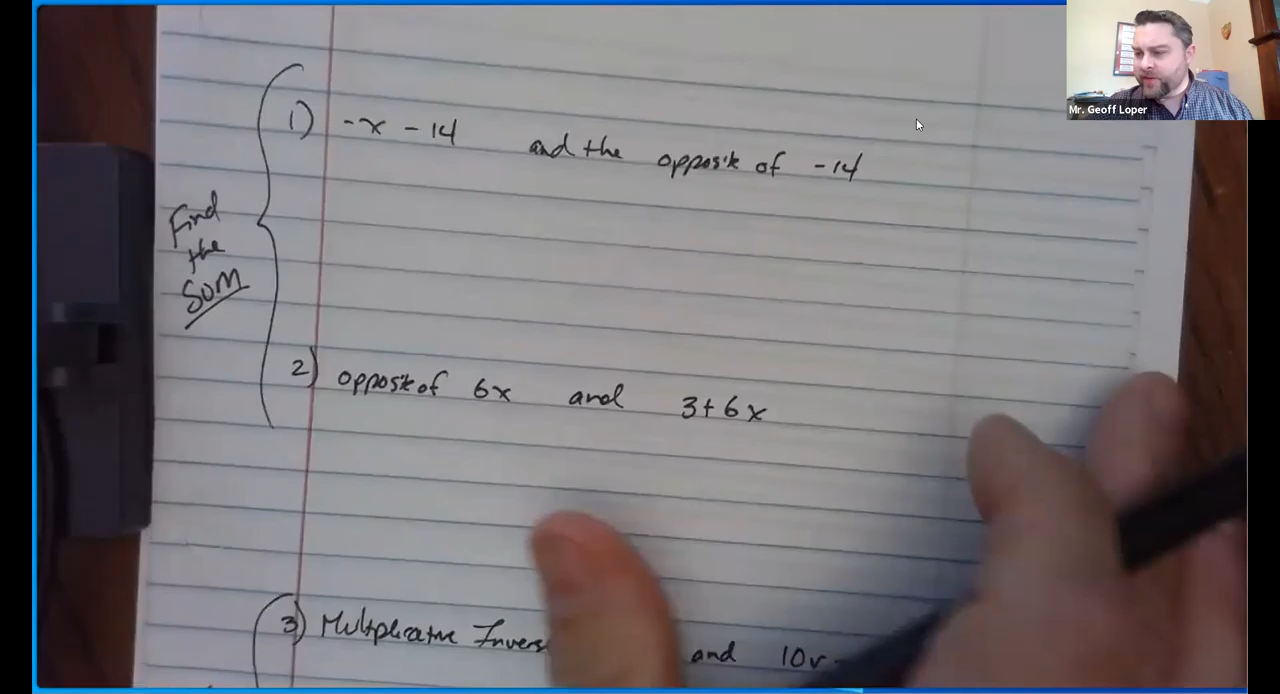 Mr. Geoff Loper
1) -x - 14 and the opposite of -14
Find
the
SUM
2) opposite of 6x and 3+6x
3) Multiplicative and 10v